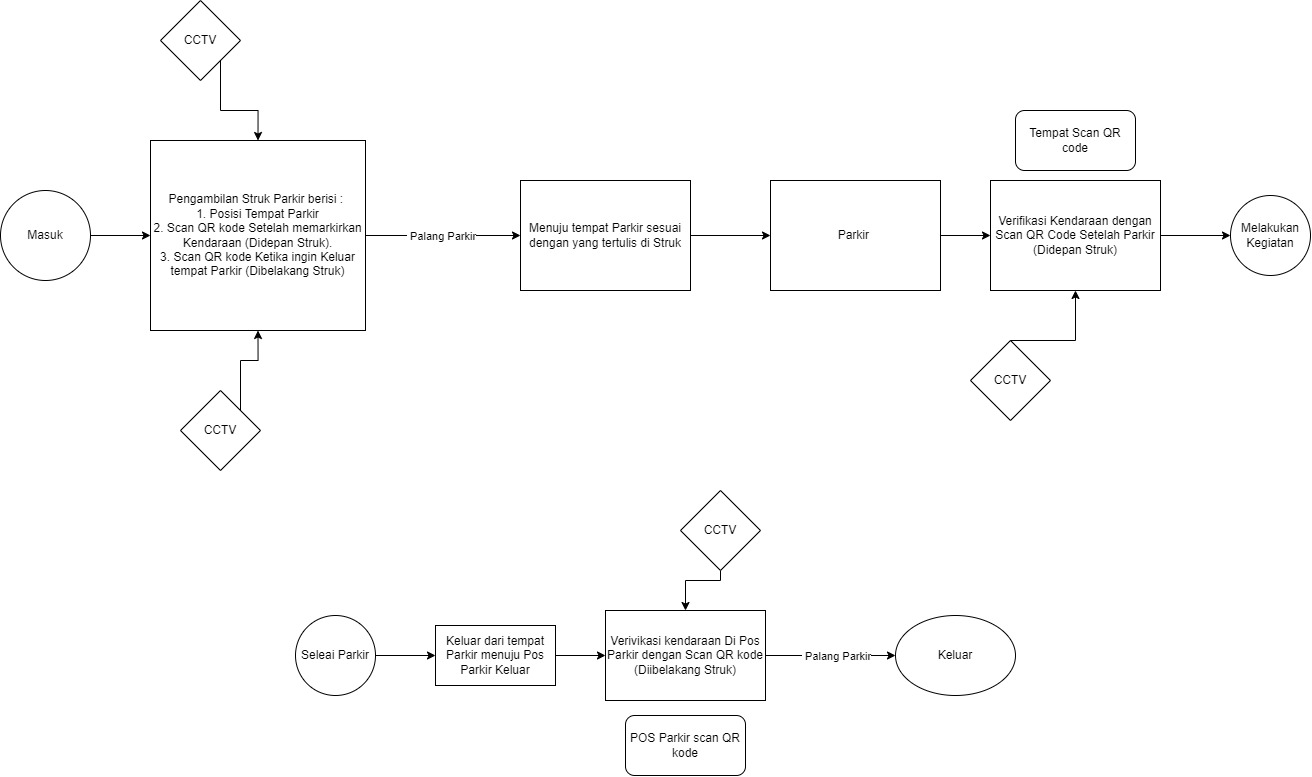 CCTV
Masuk
Pengambilan Struk Parkir berisi :
1. Posisi Tempat Parkir
2. Scan QR kode Setelah memarkirkan
Kendaraan (Didepan Struk).
3. Scan QR kode Ketika ingin Keluar
tempat Parkir (Dibelakang Struk)
CCTV
Palang Parkir
Menuju tempat Parkir sesuai
dengan yang tertulis di Struk
Parkir
Tempat Scan QR
code
Verifikasi Kendaraan dengan
Scan QR Code Setelah Parkir
(Didepan Struk)
CCTV
Melakukan
Kegiatan
CCTV
Seleai Parkir
Keluar dari tempat
Parkir menuju Pos
Parkir Keluar
Verivikasi kendaraan Di Pos
Parkir dengan Scan QR kode
(Diibelakang Struk)
POS Parkir scan QR
kode
Palang Parkir
Keluar